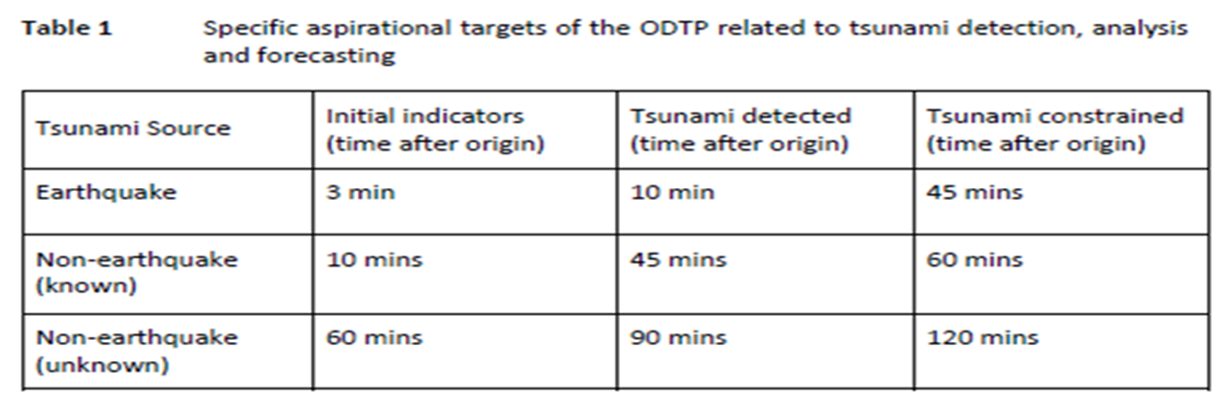 Table 1 Specific aspirational targets of the ODTP related to tsunami detection, analysis
and forecasting
Tsunami Source
Initial indicators
(time after origin)
Tsunami detected
(time after origin)
Tsunami constrained
(time after origin)
Earthquake
3 min
10 min
45 mins
Non-earthquake
(known)
10 mins
45 mins
60 mins
Non-earthquake
(unknown)
60 mins
90 mins
120 mins